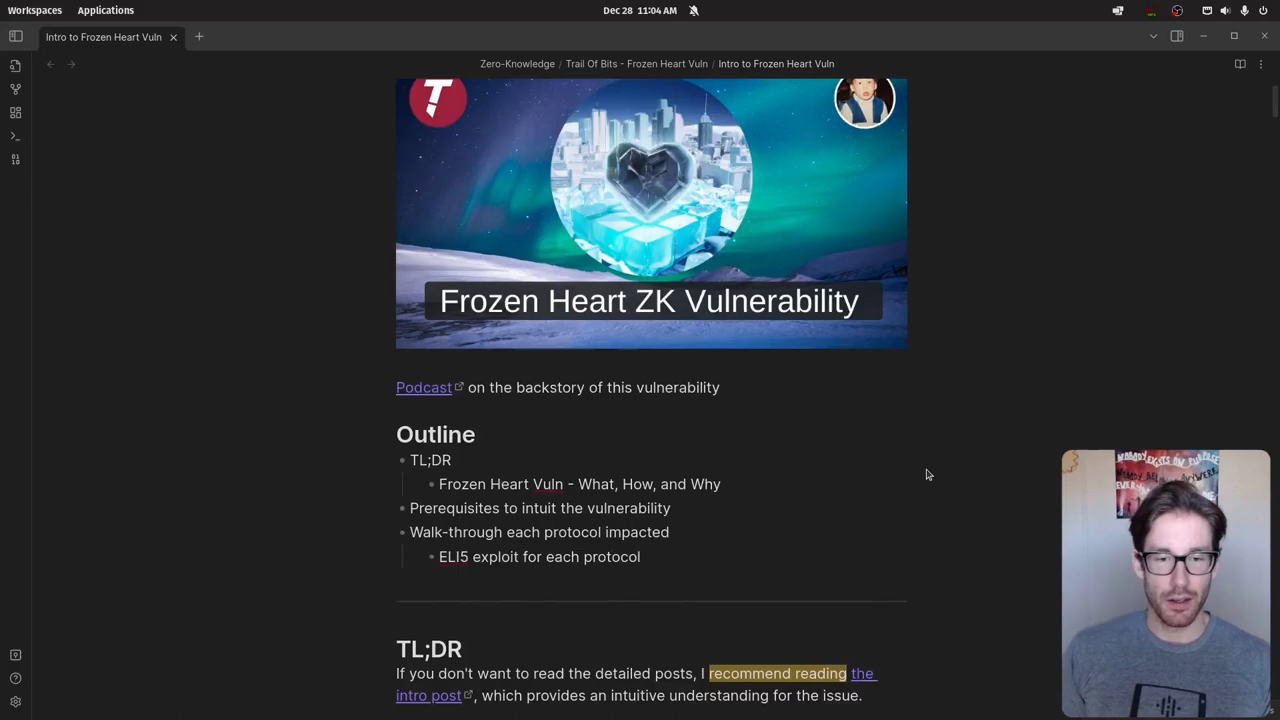 Workspaces Applications Dec 28 11:04 AM
Intro to Frozen Heart Vuln
Zero-Knowledge / Trail Of Bits - Frozen Heart Vuln / Intro to Frozen Heart Vuln
T
Frozen Heart ZK Vulnerability
Podcast on the backstory of this vulnerability
Outline
TL;DR
Frozen Heart Vuln - What, How, and Why
Prerequisites to intuit the vulnerability
Walk-through each protocol impacted
ELI5 exploit for each protocol
TL;DR
If you don't want to read the detailed posts, I recommend reading the
intro post, which provides an intuitive understanding for the issue.
NOBODY EXISTS ON PURPOSE